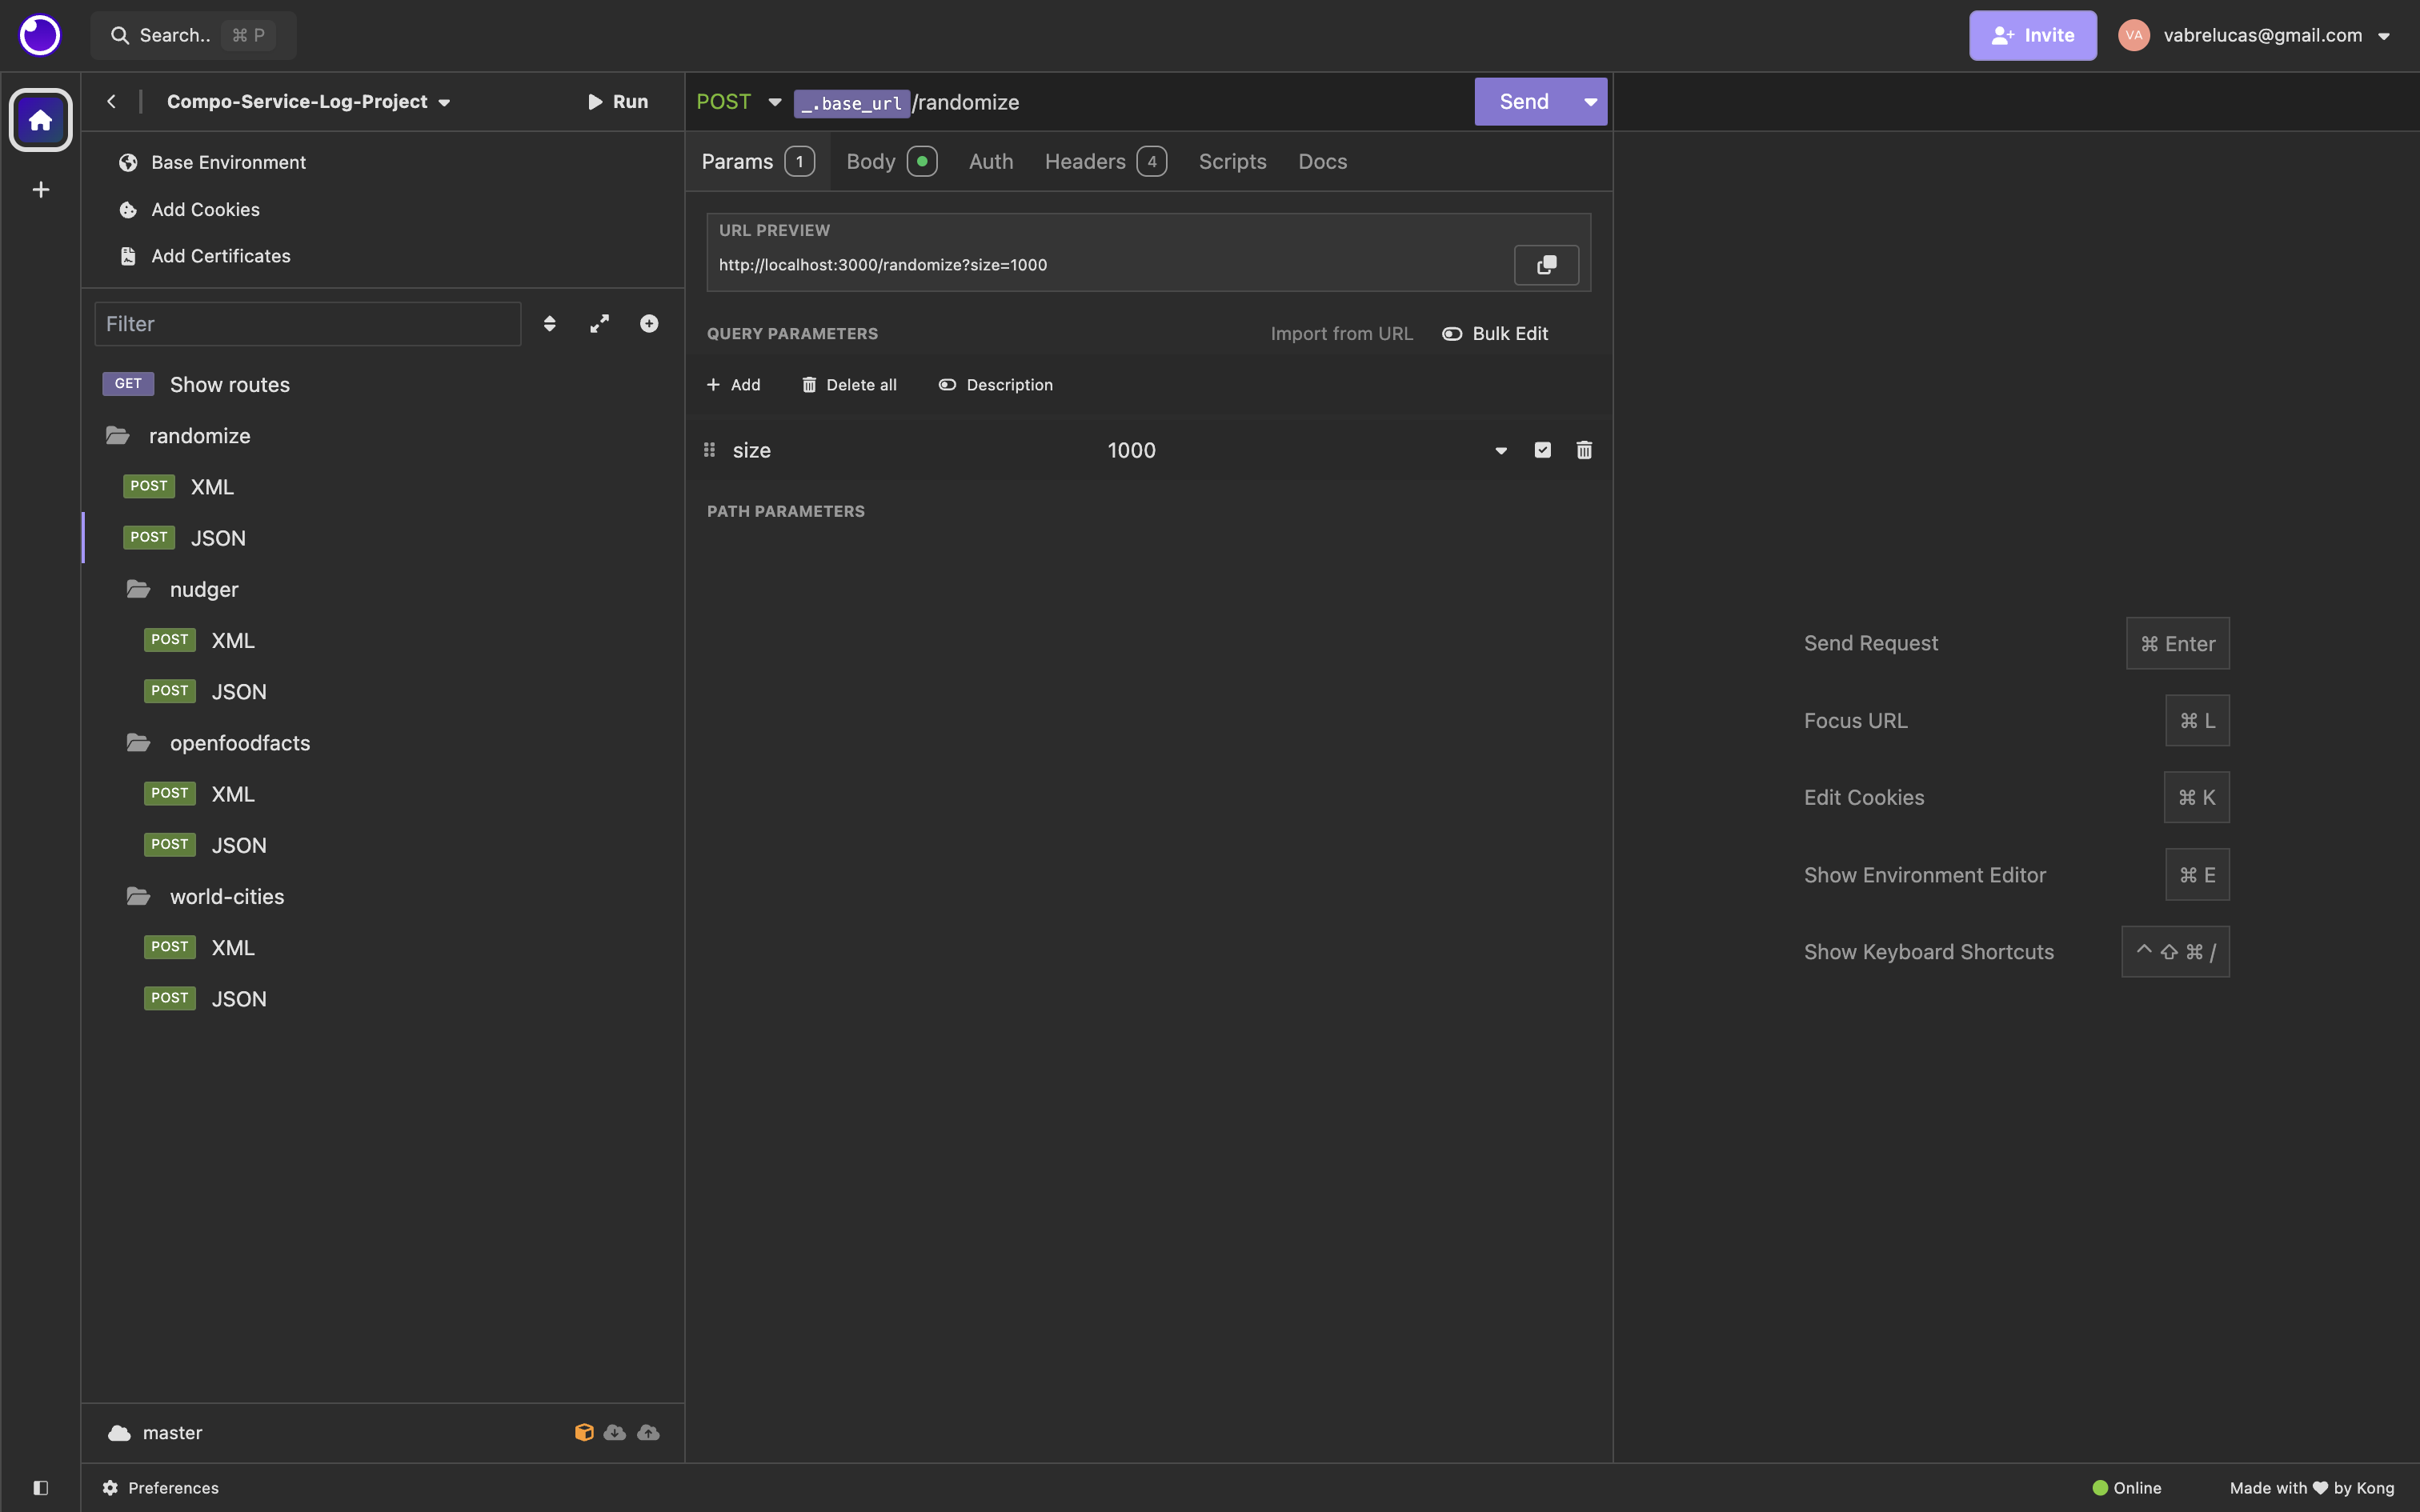 Search.. ⌘ P
Invite
VA vabrelucas@gmail.com
Compo-Service-Log-Project
Run
Base Environment
Add Cookies
Add Certificates
Filter
GET Show routes
randomize
POST XML
POST JSON
nudger
POST XML
POST JSON
openfoodfacts
POST XML
POST JSON
world-cities
POST XML
POST JSON
master
POST _.base_url/randomize
Send
Params 1 Body Auth Headers 4 Scripts Docs
URL PREVIEW
http://localhost:3000/randomize?size=1000
QUERY PARAMETERS Import from URL Bulk Edit
Add Delete all Description
size 1000
PATH PARAMETERS
Send Request ⌘ Enter
Focus URL ⌘ L
Edit Cookies ⌘ K
Show Environment Editor ⌘ E
Show Keyboard Shortcuts ⌃ ⇧ ⌘ /
Preferences
Online
Made with ♥ by Kong